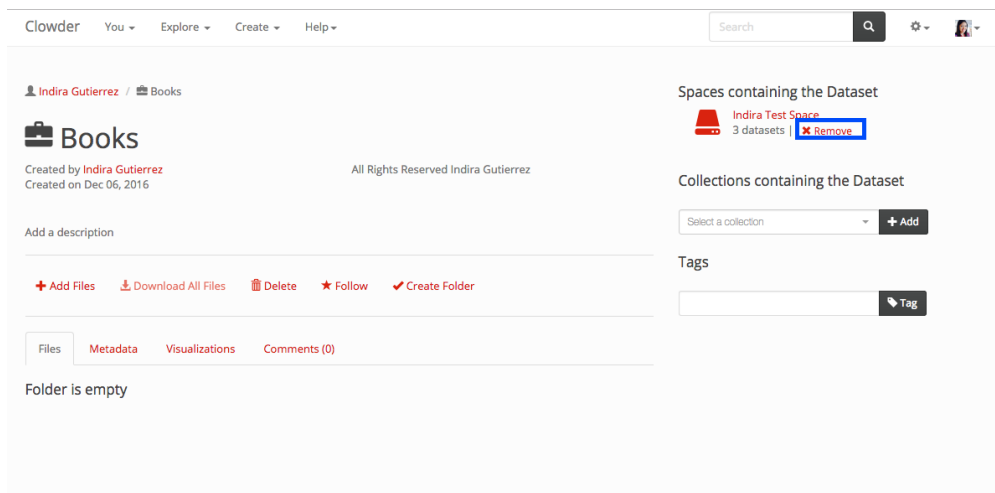 Clowder You Explore Create Help Search
Indira Gutierrez / Books
Books
Created by Indira Gutierrez All Rights Reserved Indira Gutierrez
Created on Dec 06, 2016
Add a description
Add Files Download All Files Delete Follow Create Folder
Files Metadata Visualizations Comments (0)
Folder is empty
Spaces containing the Dataset
Indira Test Space
3 datasets | Remove
Collections containing the Dataset
Select a collection Add
Tags
Tag